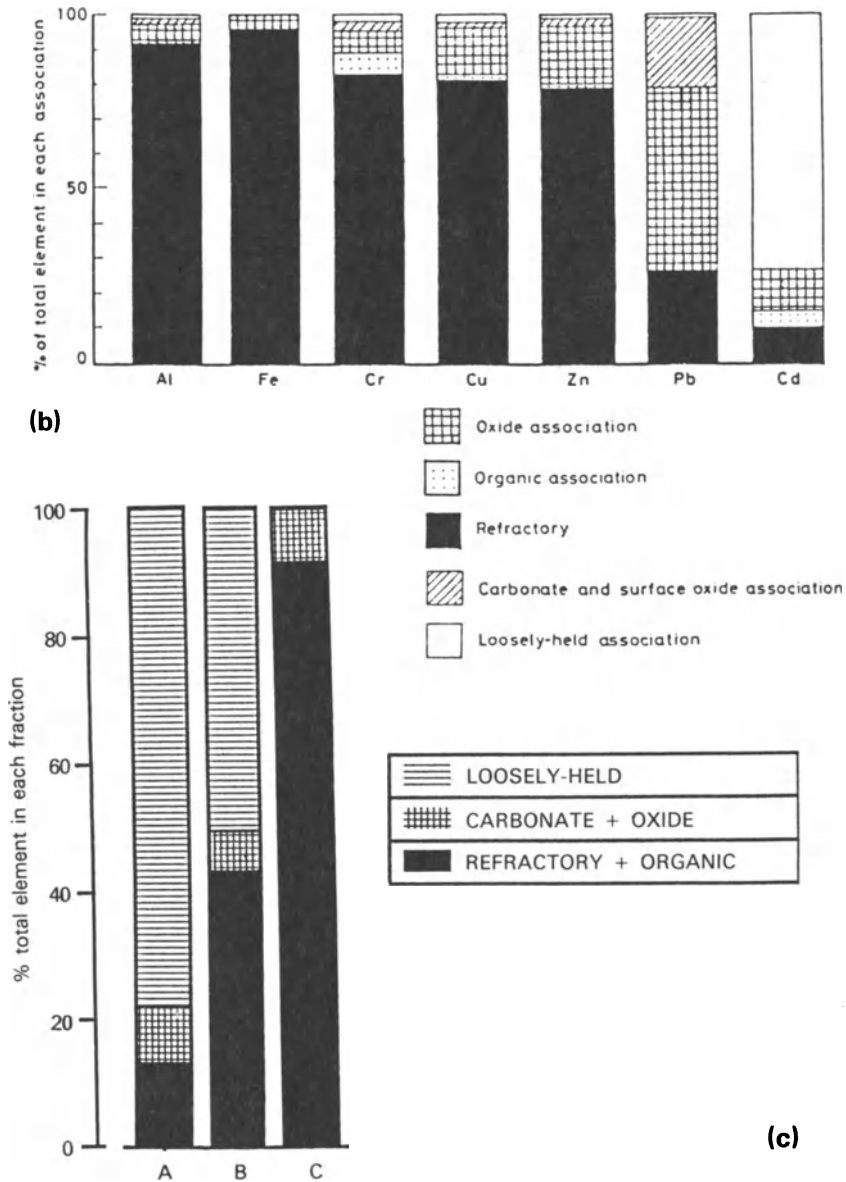 100
50
0
% of total element in each association
Al Fe Cr Cu Zn Pb Cd
(b)
Oxide association
Organic association
Refractory
Carbonate and surface oxide association
Loosely-held association
100
80
60
40
20
0
% total element in each fraction
A B C
LOOSELY-HELD
CARBONATE + OXIDE
REFRACTORY + ORGANIC
(c)